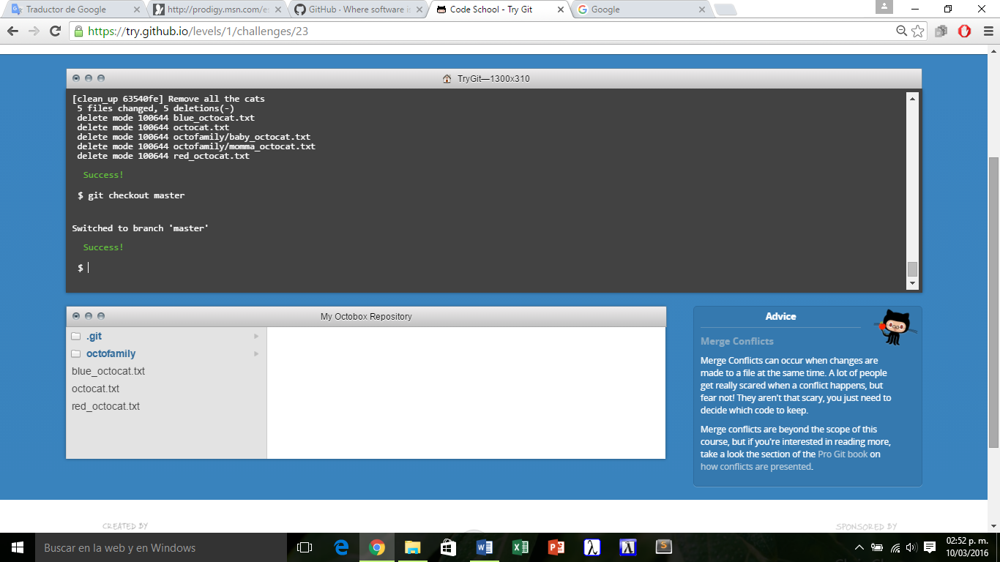 Traductor de Google
http://prodigy.msn.com/es
GitHub · Where software is
Code School - Try Git
Google
https://try.github.io/levels/1/challenges/23
TryGit—1300x310
[clean_up 63540fe] Remove all the cats
5 files changed, 5 deletions(-)
delete mode 100644 blue_octocat.txt
delete mode 100644 octocat.txt
delete mode 100644 octofamily/baby_octocat.txt
delete mode 100644 octofamily/momma_octocat.txt
delete mode 100644 red_octocat.txt
Success!
$ git checkout master
Switched to branch 'master'
Success!
$
My Octobox Repository
.git
octofamily
blue_octocat.txt
octocat.txt
red_octocat.txt
Advice
Merge Conflicts
Merge Conflicts can occur when changes are
made to a file at the same time. A lot of people
get really scared when a conflict happens, but
fear not! They aren't that scary, you just need to
decide which code to keep.
Merge conflicts are beyond the scope of this
course, but if you're interested in reading more,
take a look the section of the Pro Git book on
how conflicts are presented.
CREATED BY
SPONSORED BY
Buscar en la web y en Windows
02:52 p. m.
10/03/2016